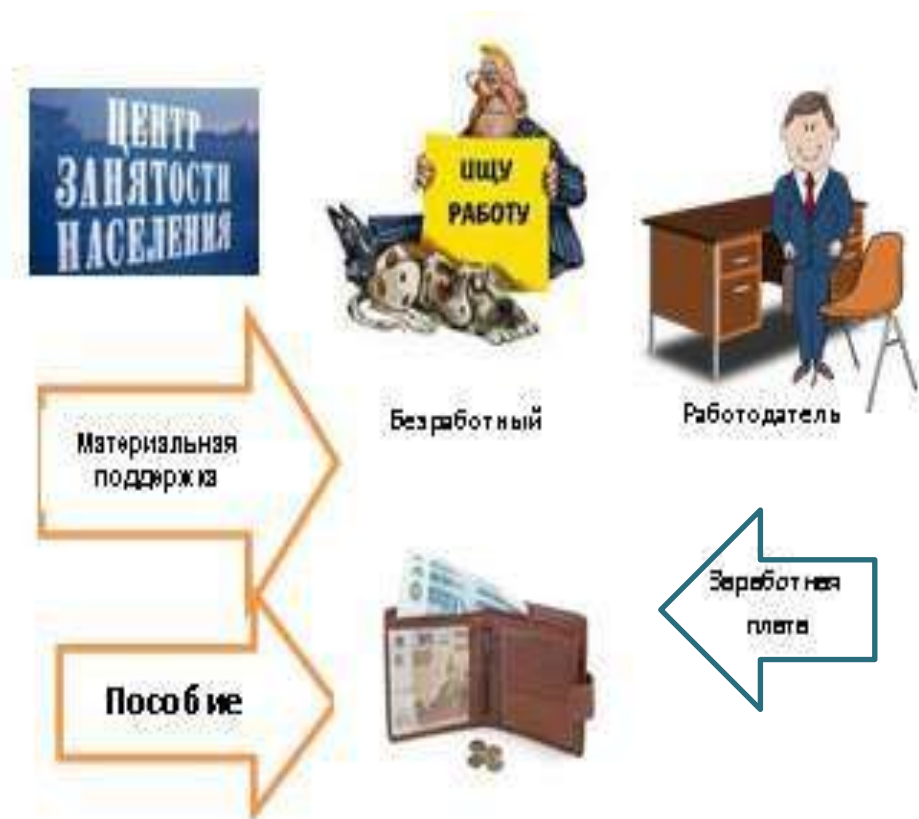 ЦЕНТР
ЗАНЯТОСТИ
НАСЕЛЕНИЯ
ИЩУ
РАБОТУ
Безработный
Работодатель
Материальная
поддержка
Заработная
плата
Пособие